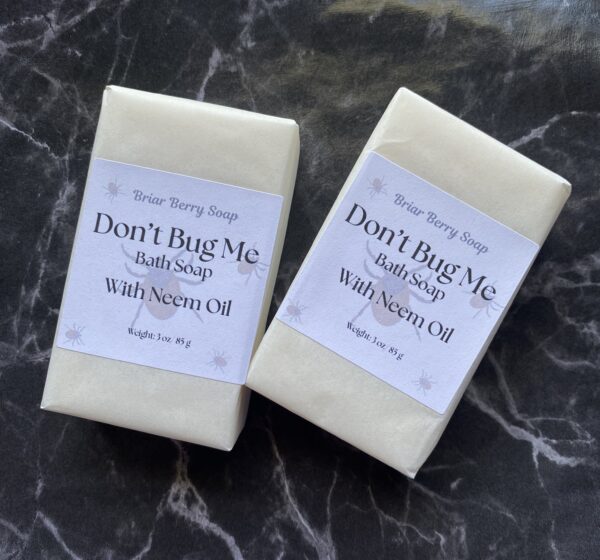 Briar Berry Soap
Don't Bug Me
Bath Soap
With Neem Oil
Weight: 3 oz 85 g
Briar Berry Soap
Don't Bug Me
Bath Soap
With Neem Oil
Weight: 3 oz 85 g